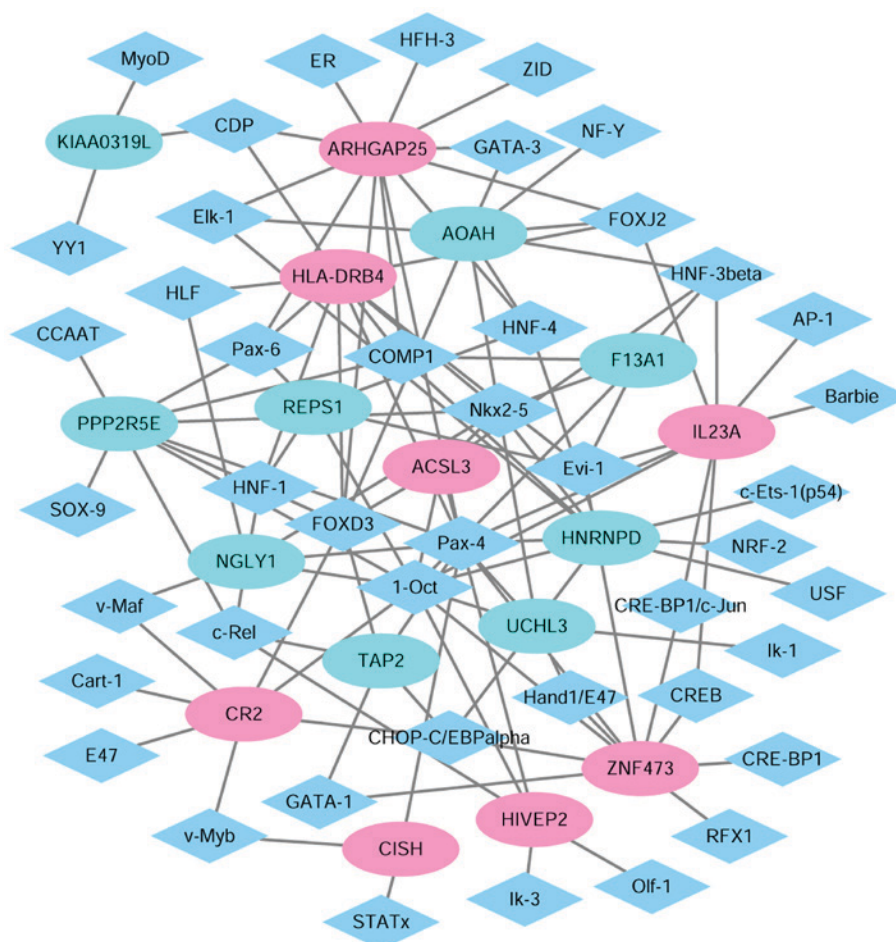 MyoD
ER
HFH-3
ZID
CDP
NF-Y
KIAA0319L
ARHGAP25
GATA-3
Elk-1
AOAH
FOXJ2
YY1
HLA-DRB4
HNF-3beta
HLF
AP-1
CCAAT
Pax-6
COMP1
HNF-4
F13A1
Barbie
PPP2R5E
REPS1
Nkx2-5
IL23A
ACSL3
Evi-1
SOX-9
HNF-1
c-Ets-1(p54)
FOXD3
Pax-4
HNRNPD
NRF-2
NGLY1
1-Oct
USF
v-Maf
CRE-BP1/c-Jun
c-Rel
UCHL3
TAP2
Ik-1
Cart-1
Hand1/E47
CREB
CR2
CHOP-C/EBPalpha
E47
ZNF473
CRE-BP1
GATA-1
HIVEP2
v-Myb
CISH
RFX1
Ik-3
Olf-1
STATx